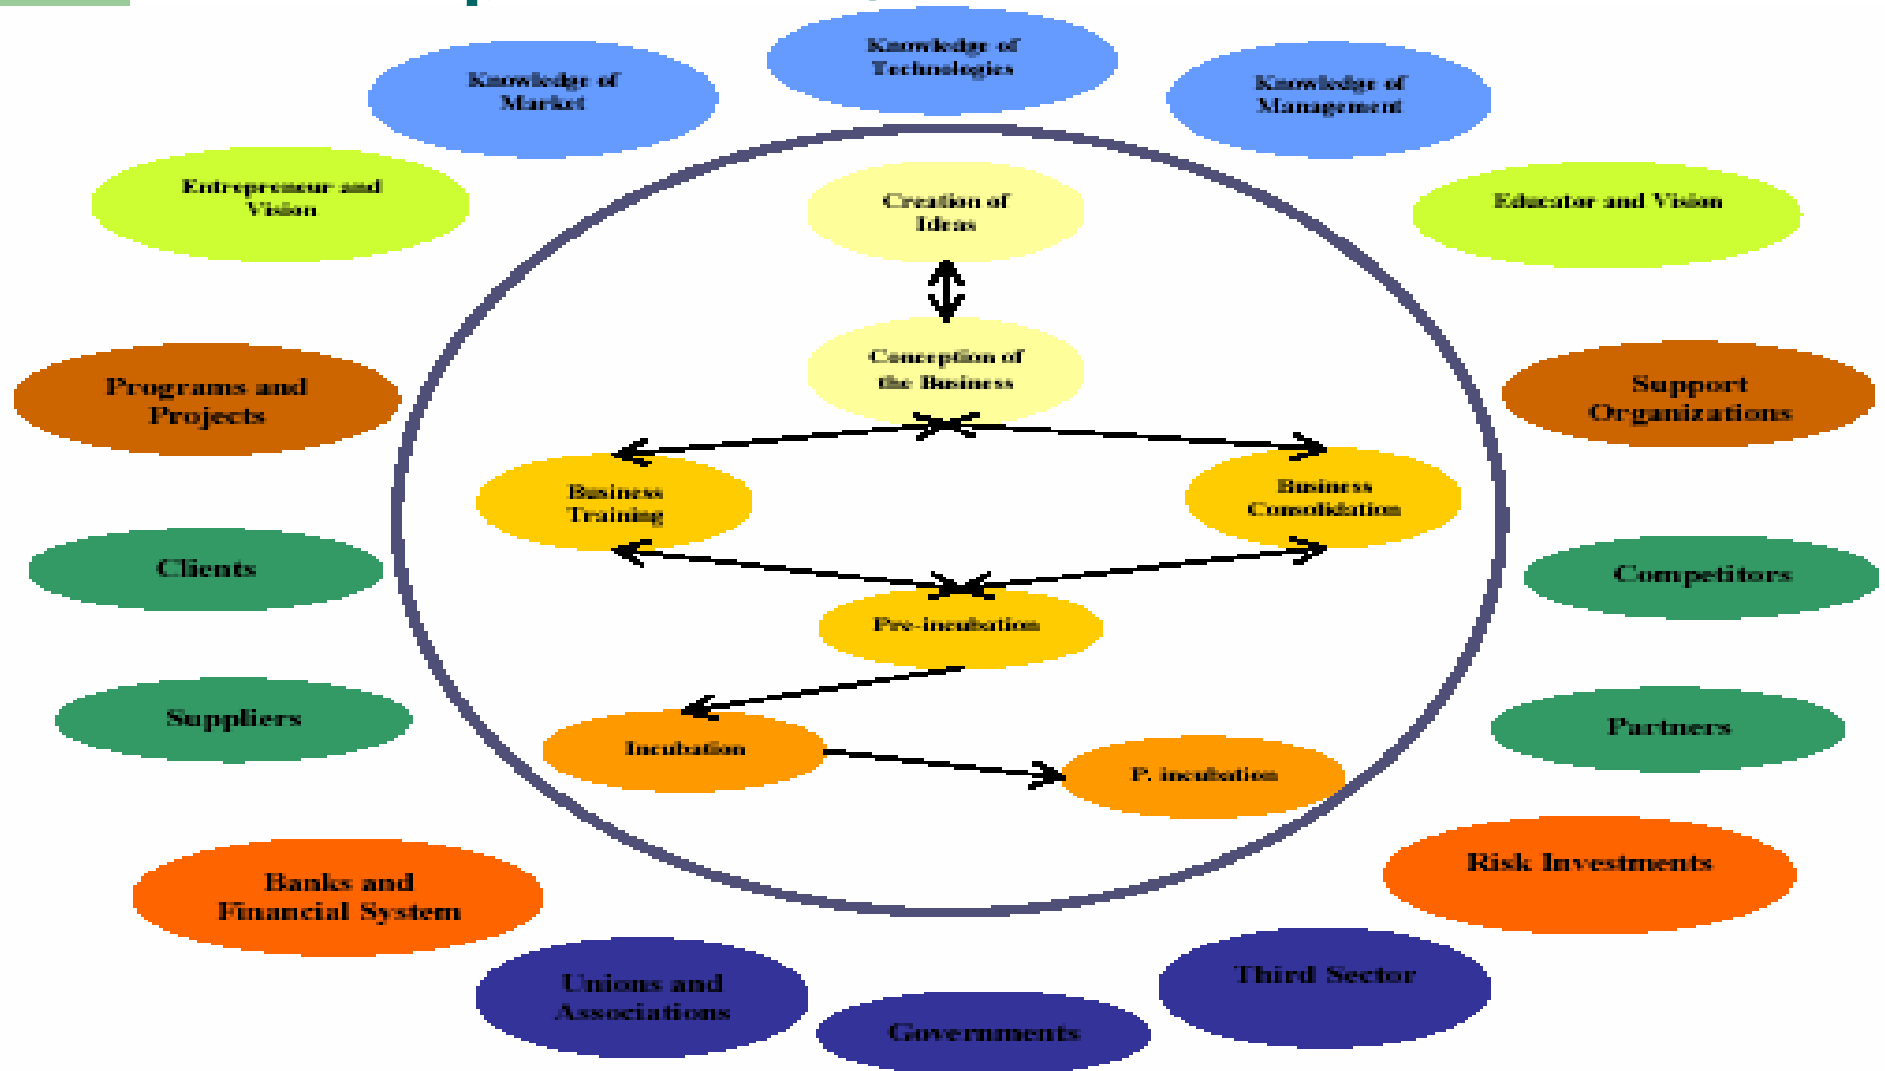 Knowledge of
Technologies
Knowledge of
Market
Knowledge of
Management
Entrepreneur and
Vision
Educator and Vision
Creation of
Ideas
Conception of
the Business
Programs and
Projects
Support
Organizations
Business
Training
Business
Consolidation
Clients
Competitors
Pre-incubation
Suppliers
Partners
Incubation
P. incubation
Banks and
Financial System
Risk Investments
Unions and
Associations
Third Sector
Governments